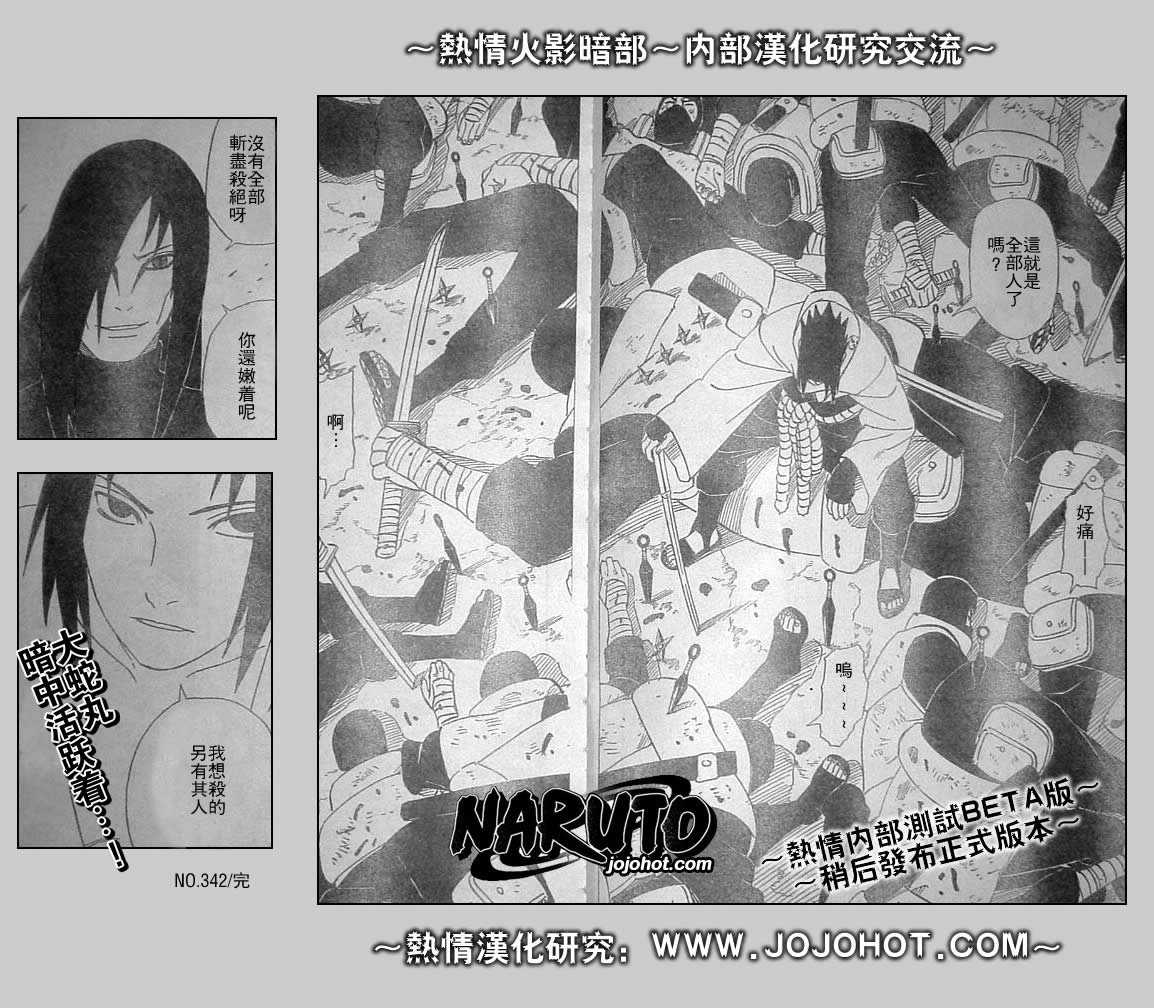 ～熱情火影暗部～内部漢化研究交流～
這就是
全部人了
嗎？
好痛——
嗚～～～
啊…
NARUTO
jojohot.com
～熱情内部測試BETA版～
～稍后發布正式版本～
沒有全部
斬盡殺絕呀
你還嫩着呢
我想殺的
另有其人
大蛇丸
暗中活跃着…！
NO.342/完
～熱情漢化研究：WWW.JOJOHOT.COM～